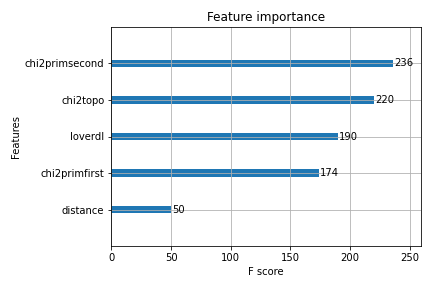 Feature importance
Features
chi2primsecond
236
chi2topo
220
loverdl
190
chi2primfirst
174
distance
50
0 50 100 150 200 250
F score